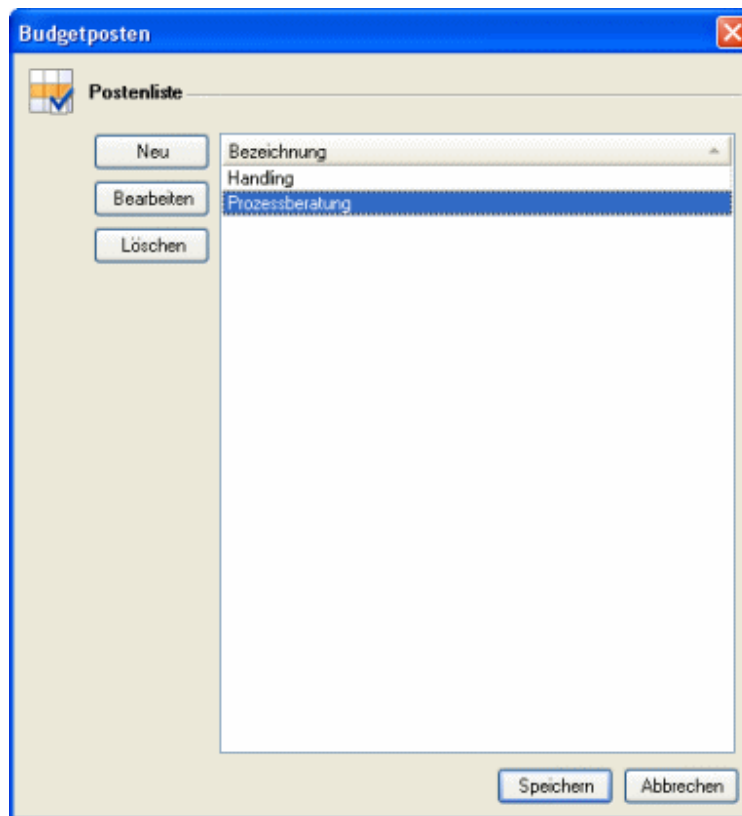 Budgetposten
Postenliste
Neu
Bezeichnung
Handling
Bearbeiten
Prozessberatung
Löschen
Speichern
Abbrechen